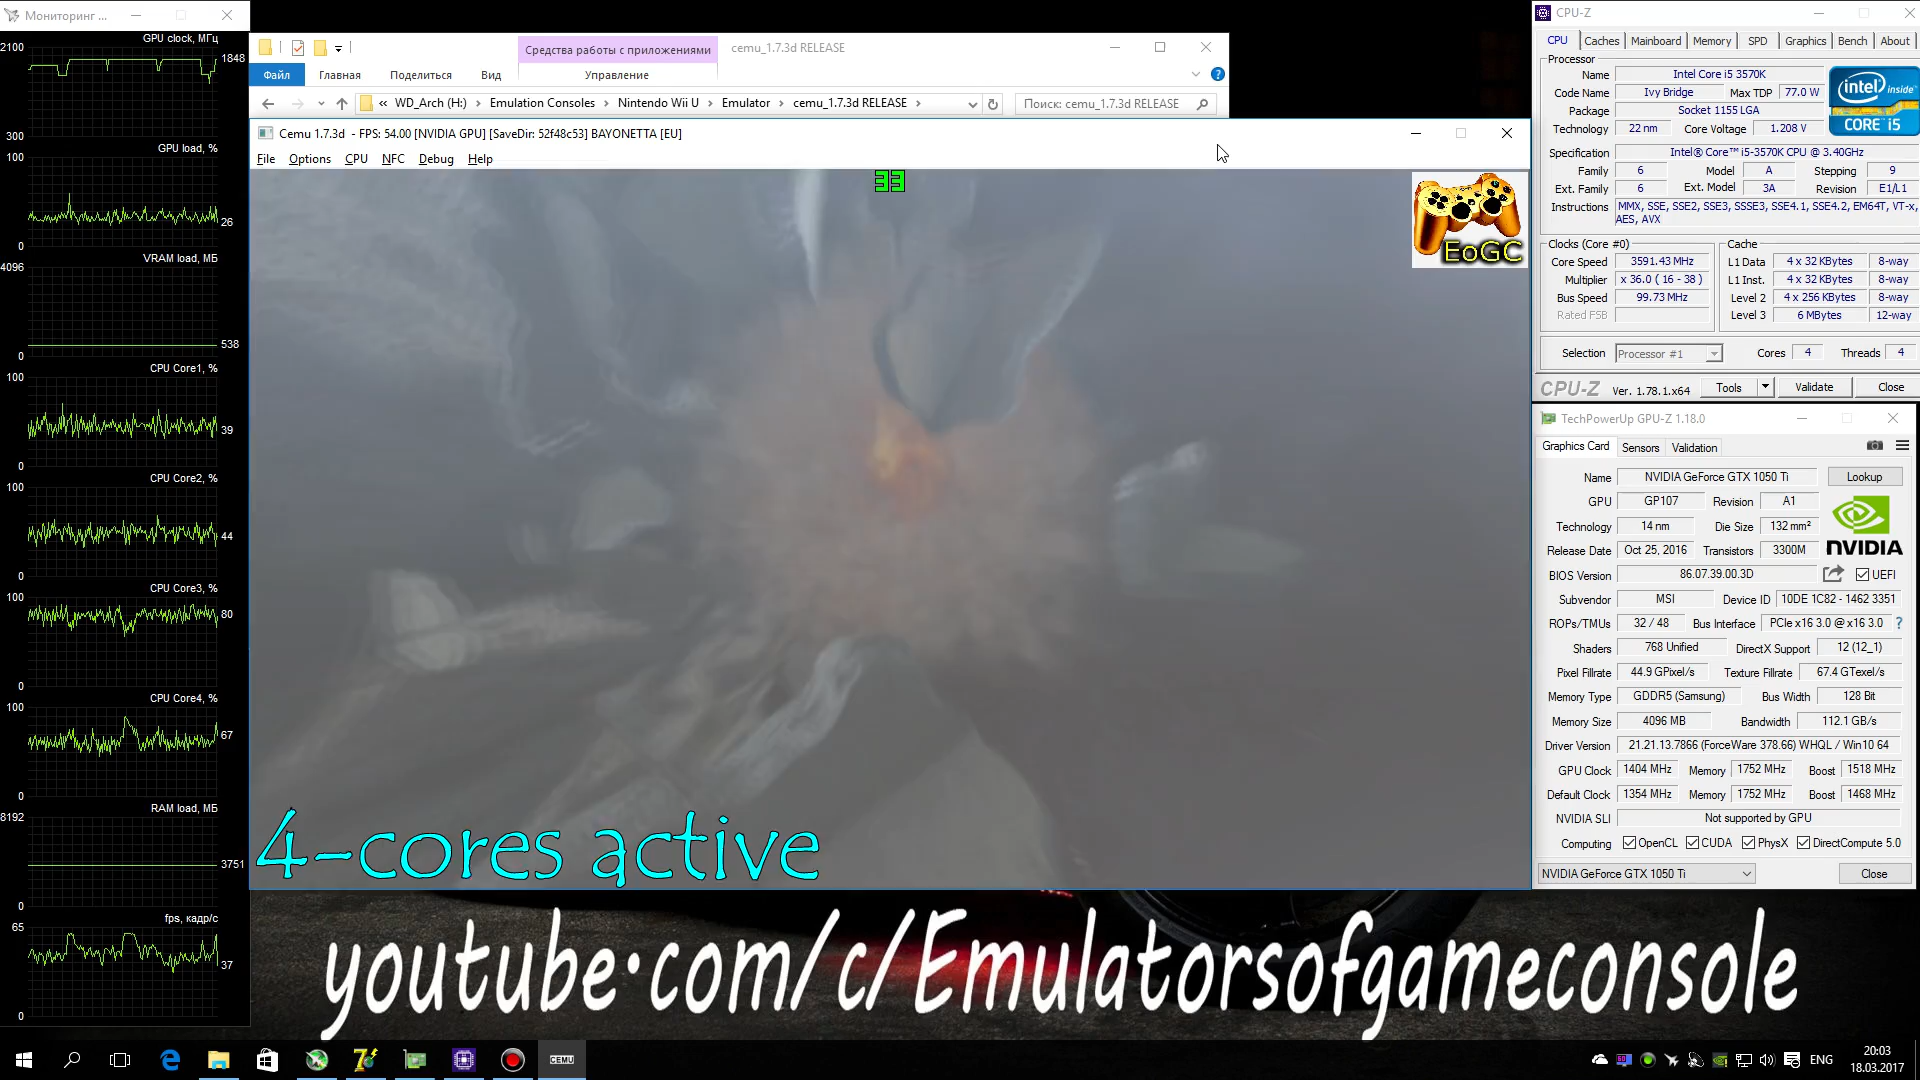 Мониторинг ...
GPU clock, МГц
2100
1848
300
GPU load, %
100
26
0
VRAM load, МБ
4096
538
0
CPU Core1, %
100
39
0
CPU Core2, %
100
44
0
CPU Core3, %
100
80
0
CPU Core4, %
100
67
0
RAM load, МБ
8192
3751
0
fps, кадр/с
65
37
0
Средства работы с приложениями
cemu_1.7.3d RELEASE
Файл Главная Поделиться Вид Управление
« WD_Arch (H:) Emulation Consoles Nintendo Wii U Emulator cemu_1.7.3d RELEASE
Поиск: cemu_1.7.3d RELEASE
Cemu 1.7.3d - FPS: 54.00 [NVIDIA GPU] [SaveDir: 52f48c53] BAYONETTA [EU]
File Options CPU NFC Debug Help
33
EoGC
4-cores active
youtube.com/c/Emulatorsofgameconsole
CPU-Z
CPU Caches Mainboard Memory SPD Graphics Bench About
Processor
Name Intel Core i5 3570K
Code Name Ivy Bridge Max TDP 77.0 W
Package Socket 1155 LGA
Technology 22 nm Core Voltage 1.208 V
intel inside™
CORE i5
Specification Intel® Core™ i5-3570K CPU @ 3.40GHz
Family 6 Model A Stepping 9
Ext. Family 6 Ext. Model 3A Revision E1/L1
Instructions MMX, SSE, SSE2, SSE3, SSSE3, SSE4.1, SSE4.2, EM64T, VT-x,
AES, AVX
Clocks (Core #0)
Core Speed 3591.43 MHz
Multiplier x 36.0 ( 16 - 38 )
Bus Speed 99.73 MHz
Rated FSB
Cache
L1 Data 4 x 32 KBytes 8-way
L1 Inst. 4 x 32 KBytes 8-way
Level 2 4 x 256 KBytes 8-way
Level 3 6 MBytes 12-way
Selection Processor #1 Cores 4 Threads 4
CPU-Z Ver. 1.78.1.x64 Tools Validate Close
TechPowerUp GPU-Z 1.18.0
Graphics Card Sensors Validation
Name NVIDIA GeForce GTX 1050 Ti Lookup
GPU GP107 Revision A1
Technology 14 nm Die Size 132 mm²
Release Date Oct 25, 2016 Transistors 3300M
NVIDIA
BIOS Version 86.07.39.00.3D UEFI
Subvendor MSI Device ID 10DE 1C82 - 1462 3351
ROPs/TMUs 32 / 48 Bus Interface PCIe x16 3.0 @ x16 3.0 ?
Shaders 768 Unified DirectX Support 12 (12_1)
Pixel Fillrate 44.9 GPixel/s Texture Fillrate 67.4 GTexel/s
Memory Type GDDR5 (Samsung) Bus Width 128 Bit
Memory Size 4096 MB Bandwidth 112.1 GB/s
Driver Version 21.21.13.7866 (ForceWare 378.66) WHQL / Win10 64
GPU Clock 1404 MHz Memory 1752 MHz Boost 1518 MHz
Default Clock 1354 MHz Memory 1752 MHz Boost 1468 MHz
NVIDIA SLI Not supported by GPU
Computing OpenCL CUDA PhysX DirectCompute 5.0
NVIDIA GeForce GTX 1050 Ti Close
CEMU
ENG
20:03
18.03.2017